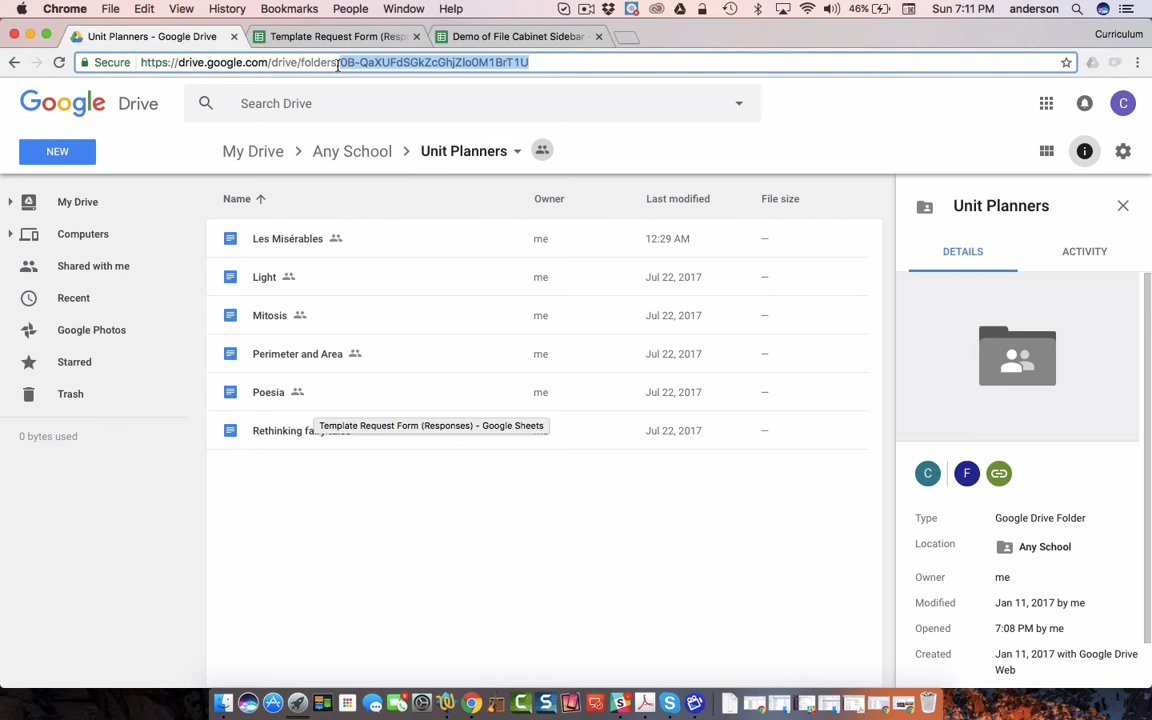 Chrome File Edit View History Bookmarks People Window Help 46% Sun 7:11 PM anderson
Unit Planners - Google Drive Template Request Form (Resp Demo of File Cabinet Sidebar - Curriculum
Secure https://drive.google.com/drive/folders/0B-QaXUFdSGkZcGhjZIo0M1BrT1U
Google Drive Search Drive C
NEW My Drive Any School Unit Planners
Name Owner Last modified File size
My Drive
Computers
Shared with me
Recent
Google Photos
Starred
Trash
0 bytes used
Les Misérables me 12:29 AM —
Light me Jul 22, 2017 —
Mitosis me Jul 22, 2017 —
Perimeter and Area me Jul 22, 2017 —
Poesia me Jul 22, 2017 —
Template Request Form (Responses) - Google Sheets
Rethinking me Jul 22, 2017 —
Unit Planners
DETAILS ACTIVITY
C F
Type Google Drive Folder
Location Any School
Owner me
Modified Jan 11, 2017 by me
Opened 7:08 PM by me
Created Jan 11, 2017 with Google Drive
Web